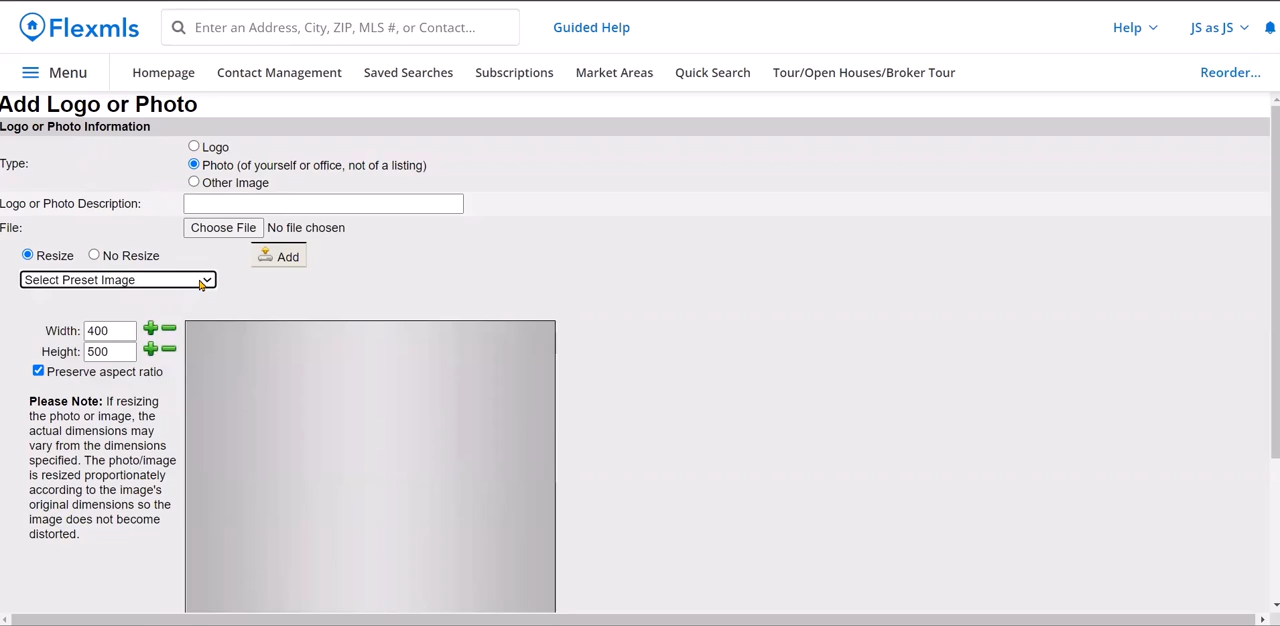 Flexmls
Enter an Address, City, ZIP, MLS #, or Contact...
Guided Help
Help
JS as JS
Menu
Homepage
Contact Management
Saved Searches
Subscriptions
Market Areas
Quick Search
Tour/Open Houses/Broker Tour
Reorder...
Add Logo or Photo
Logo or Photo Information
Type:
Logo
Photo (of yourself or office, not of a listing)
Other Image
Logo or Photo Description:
File:
Choose File No file chosen
Resize
No Resize
Add
Select Preset Image
Width: 400
Height: 500
Preserve aspect ratio
Please Note: If resizing
the photo or image, the
actual dimensions may
vary from the dimensions
specified. The photo/image
is resized proportionately
according to the image's
original dimensions so the
image does not become
distorted.